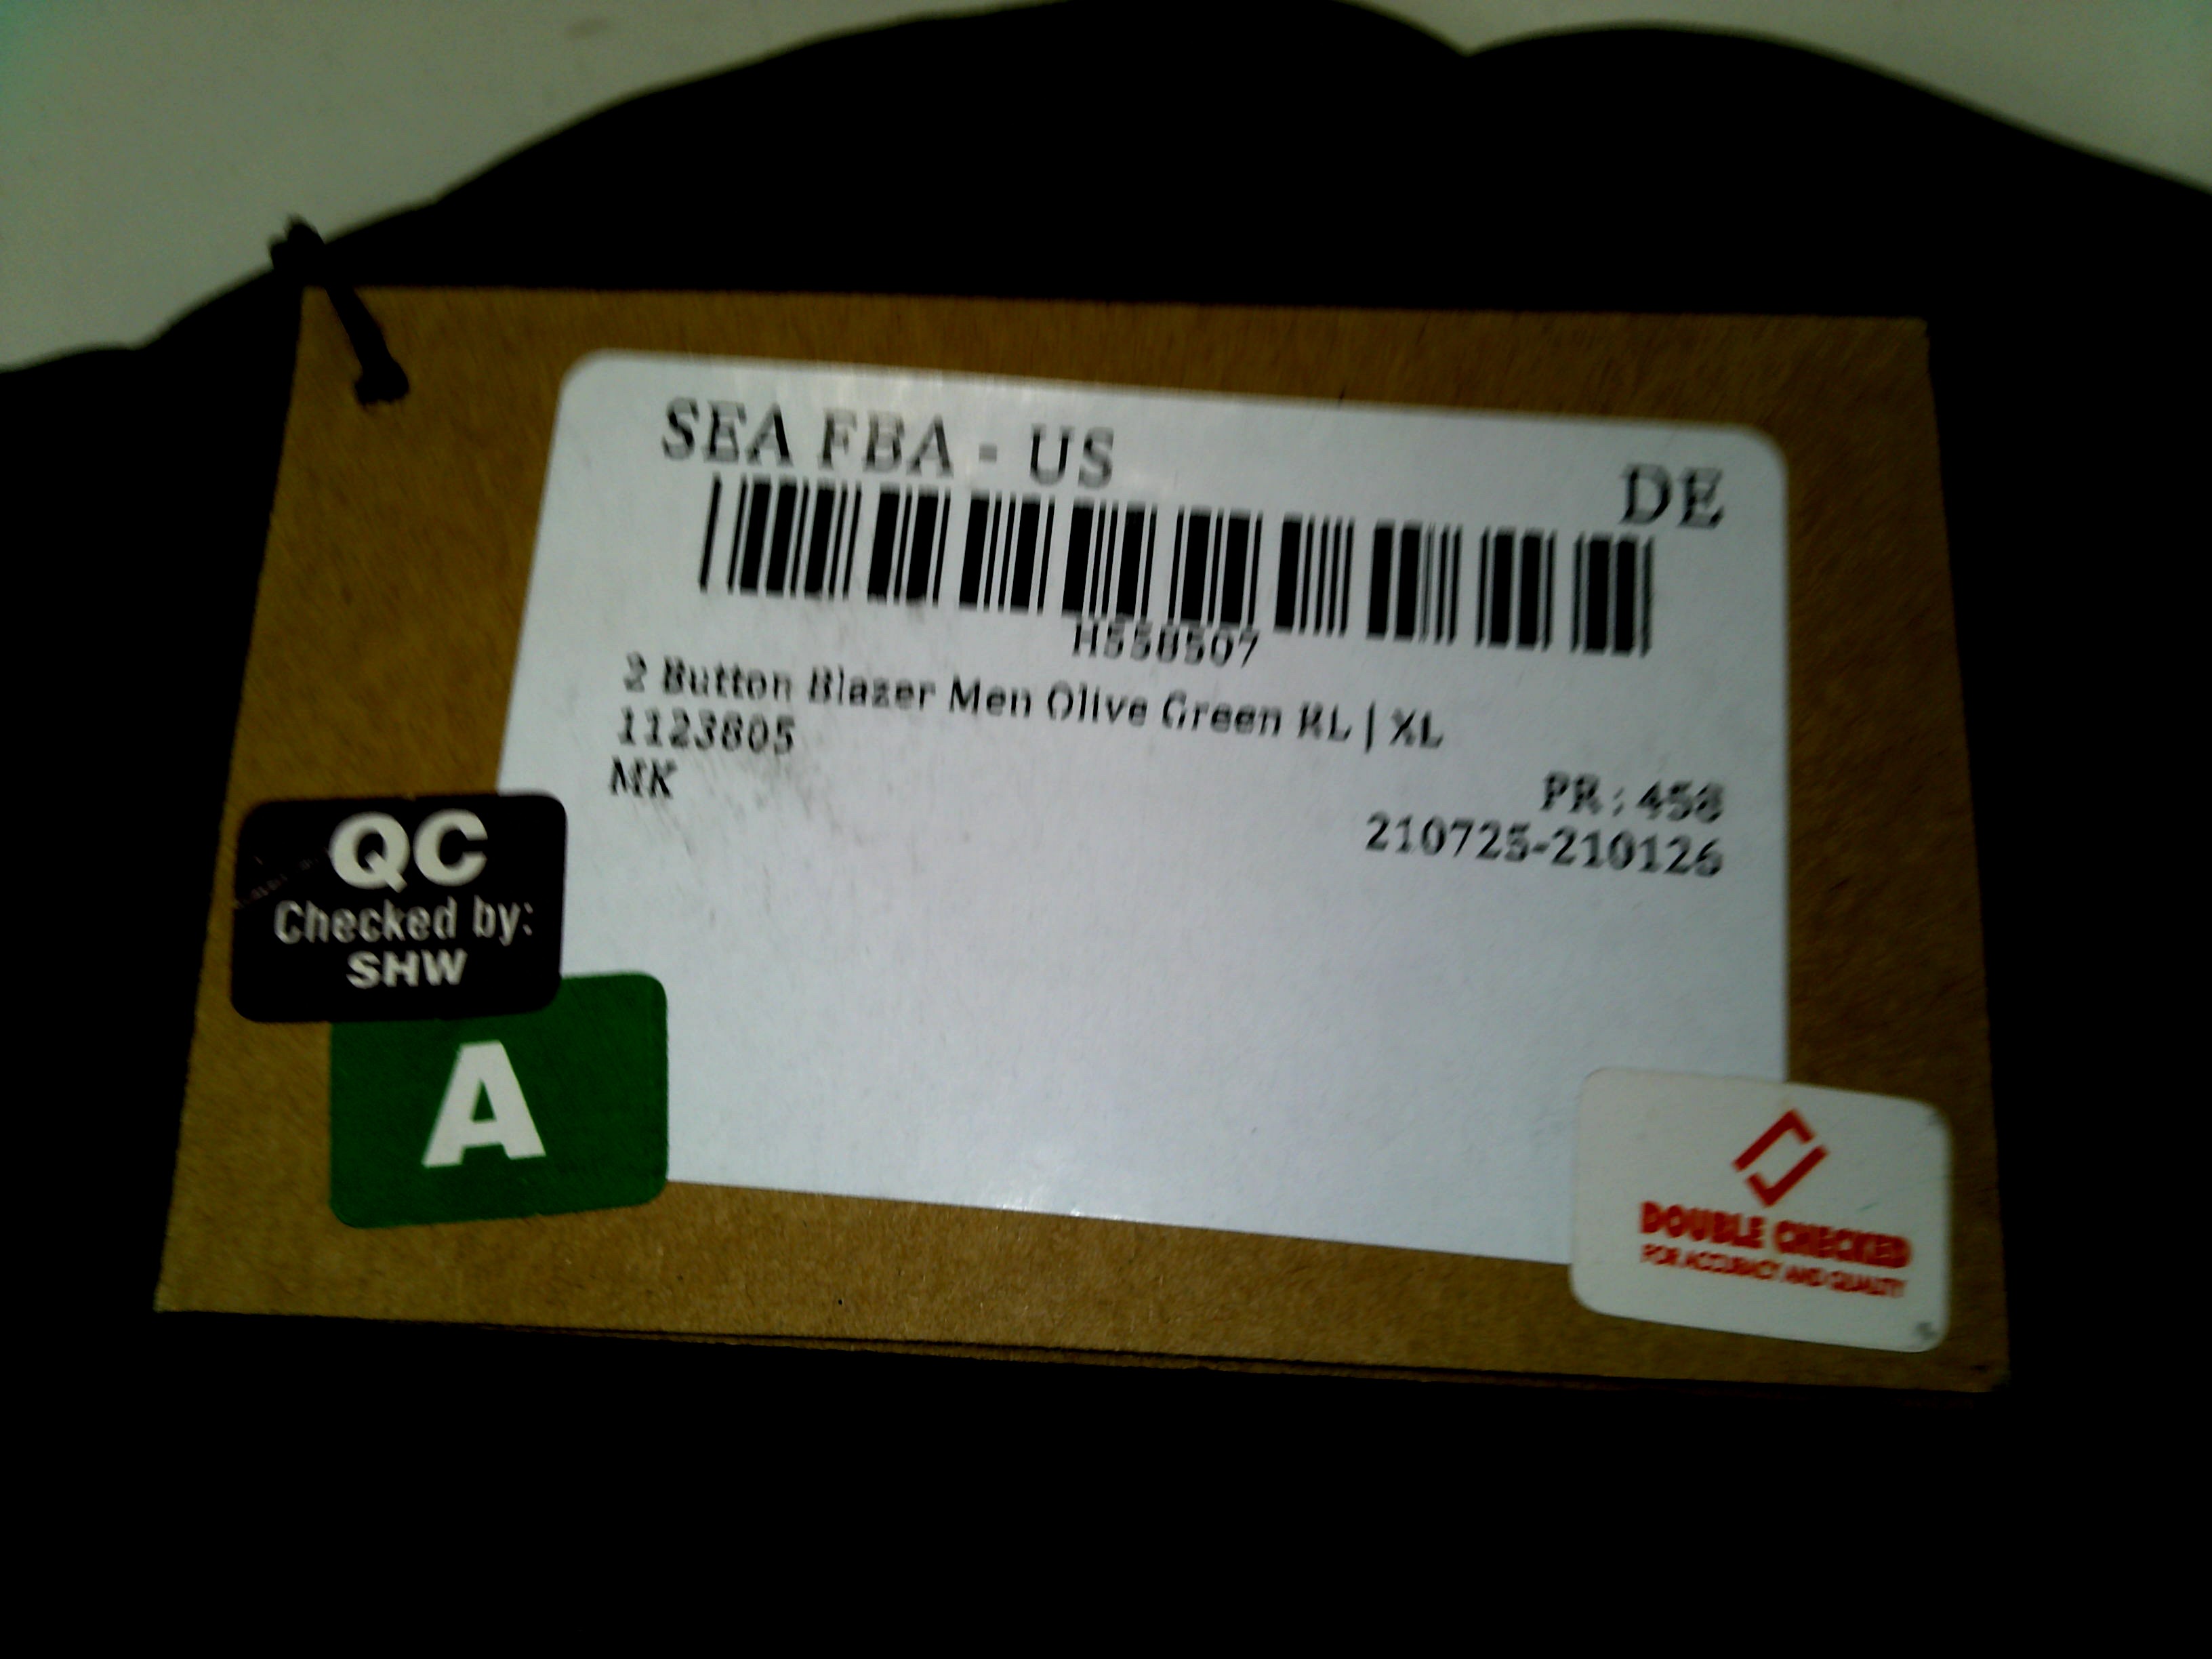 SEA FBA - US
DE
H558507
2 Button Blazer Men Olive Green RL | XL
1123805
MK
PR:458
210725-210126
QC
Checked by:
SHW
A
DOUBLE CHECKED
FOR ACCURACY AND QUALITY